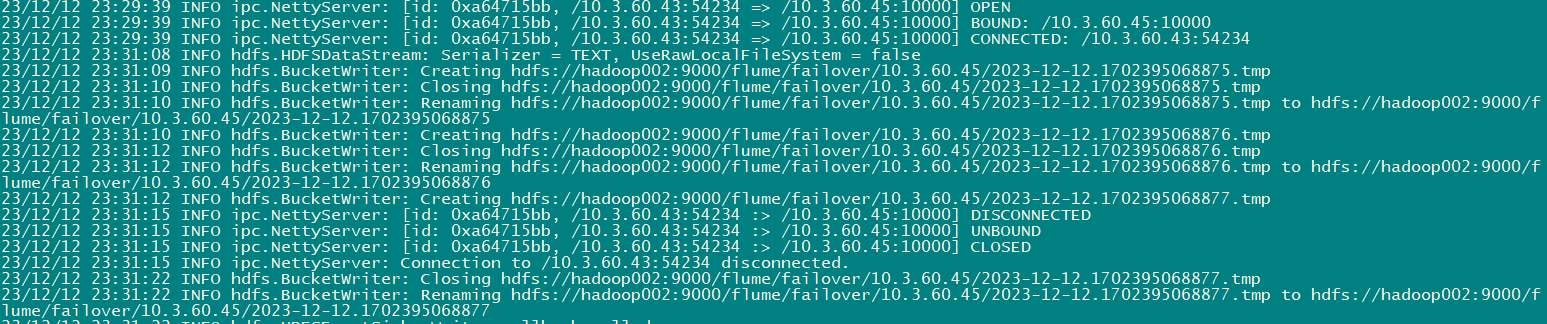 23/12/12 23:29:39 INFO ipc.NettyServer: [id: 0xa64715bb, /10.3.60.43:54234 => /10.3.60.45:10000] OPEN
23/12/12 23:29:39 INFO ipc.NettyServer: [id: 0xa64715bb, /10.3.60.43:54234 => /10.3.60.45:10000] BOUND: /10.3.60.45:10000
23/12/12 23:29:39 INFO ipc.NettyServer: [id: 0xa64715bb, /10.3.60.43:54234 => /10.3.60.45:10000] CONNECTED: /10.3.60.43:54234
23/12/12 23:31:08 INFO hdfs.HDFSDataStream: Serializer = TEXT, UseRawLocalFileSystem = false
23/12/12 23:31:09 INFO hdfs.BucketWriter: Creating hdfs://hadoop002:9000/flume/failover/10.3.60.45/2023-12-12.1702395068875.tmp
23/12/12 23:31:10 INFO hdfs.BucketWriter: Closing hdfs://hadoop002:9000/flume/failover/10.3.60.45/2023-12-12.1702395068875.tmp
23/12/12 23:31:10 INFO hdfs.BucketWriter: Renaming hdfs://hadoop002:9000/flume/failover/10.3.60.45/2023-12-12.1702395068875.tmp to hdfs://hadoop002:9000/f
lume/failover/10.3.60.45/2023-12-12.1702395068875
23/12/12 23:31:10 INFO hdfs.BucketWriter: Creating hdfs://hadoop002:9000/flume/failover/10.3.60.45/2023-12-12.1702395068876.tmp
23/12/12 23:31:12 INFO hdfs.BucketWriter: Closing hdfs://hadoop002:9000/flume/failover/10.3.60.45/2023-12-12.1702395068876.tmp
23/12/12 23:31:12 INFO hdfs.BucketWriter: Renaming hdfs://hadoop002:9000/flume/failover/10.3.60.45/2023-12-12.1702395068876.tmp to hdfs://hadoop002:9000/f
lume/failover/10.3.60.45/2023-12-12.1702395068876
23/12/12 23:31:12 INFO hdfs.BucketWriter: Creating hdfs://hadoop002:9000/flume/failover/10.3.60.45/2023-12-12.1702395068877.tmp
23/12/12 23:31:15 INFO ipc.NettyServer: [id: 0xa64715bb, /10.3.60.43:54234 :> /10.3.60.45:10000] DISCONNECTED
23/12/12 23:31:15 INFO ipc.NettyServer: [id: 0xa64715bb, /10.3.60.43:54234 :> /10.3.60.45:10000] UNBOUND
23/12/12 23:31:15 INFO ipc.NettyServer: [id: 0xa64715bb, /10.3.60.43:54234 :> /10.3.60.45:10000] CLOSED
23/12/12 23:31:15 INFO ipc.NettyServer: Connection to /10.3.60.43:54234 disconnected.
23/12/12 23:31:22 INFO hdfs.BucketWriter: Closing hdfs://hadoop002:9000/flume/failover/10.3.60.45/2023-12-12.1702395068877.tmp
23/12/12 23:31:22 INFO hdfs.BucketWriter: Renaming hdfs://hadoop002:9000/flume/failover/10.3.60.45/2023-12-12.1702395068877.tmp to hdfs://hadoop002:9000/f
lume/failover/10.3.60.45/2023-12-12.1702395068877